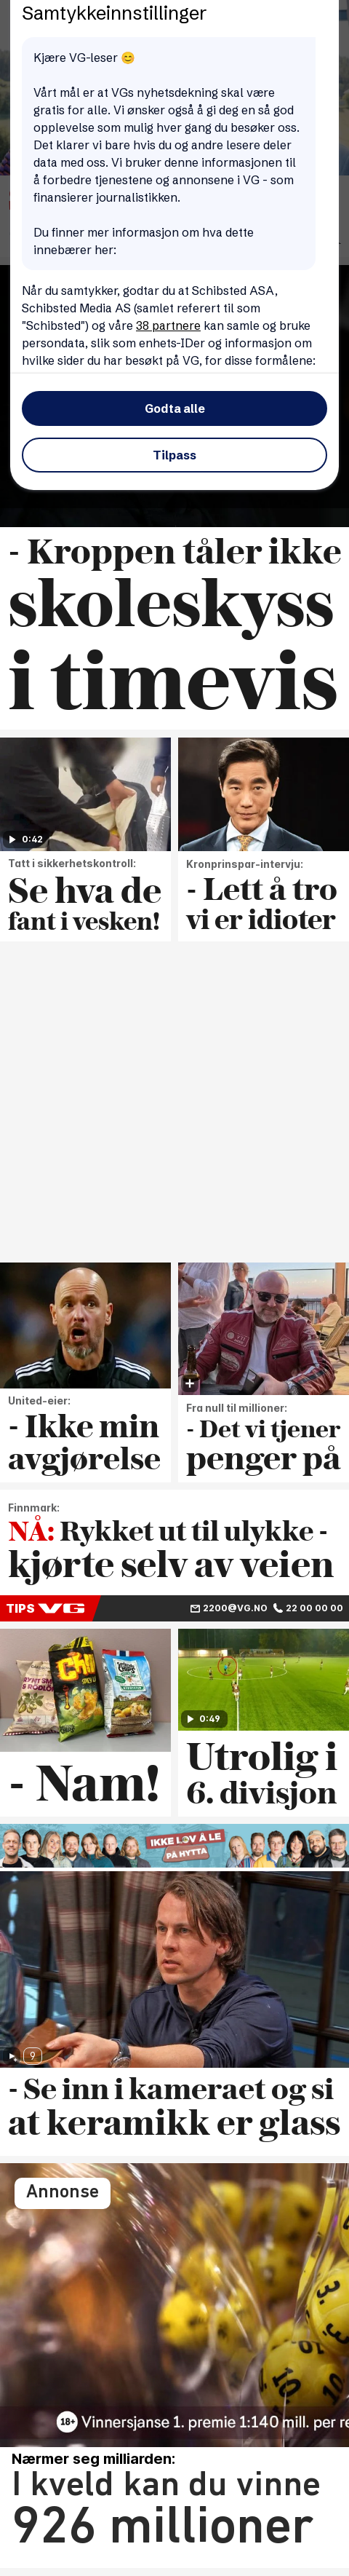 Samtykkeinnstillinger
Kjære VG-leser 😊
Vårt mål er at VGs nyhetsdekning skal være
gratis for alle. Vi ønsker også å gi deg en så god
opplevelse som mulig hver gang du besøker oss.
Det klarer vi bare hvis du og andre lesere deler
data med oss. Vi bruker denne informasjonen til
å forbedre tjenestene og annonsene i VG - som
finansierer journalistikken.
Du finner mer informasjon om hva dette
innebærer her:
Når du samtykker, godtar du at Schibsted ASA,
Schibsted Media AS (samlet referert til som
"Schibsted") og våre 38 partnere kan samle og bruke
persondata, slik som enhets-IDer og informasjon om
hvilke sider du har besøkt på VG, for disse formålene:
Godta alle
Tilpass
- Kroppen tåler ikke
skoleskyss
i timevis
0:42
Tatt i sikkerhetskontroll:
Se hva de
fant i vesken!
Kronprinspar-intervju:
- Lett å tro
vi er idioter
United-eier:
- Ikke min
avgjørelse
Fra null til millioner:
- Det vi tjener
penger på
Finnmark:
NÅ: Rykket ut til ulykke -
kjørte selv av veien
TIPS VG
2200@VG.NO 22 00 00 00
- Nam!
0:49
Utrolig i
6. divisjon
IKKE LOV Å LE
PÅ HYTTA
9
- Se inn i kameraet og si
at keramikk er glass
Annonse
10
18+ Vinnersjanse 1. premie 1:140 mill. per re
Nærmer seg milliarden:
I kveld kan du vinne
926 millioner